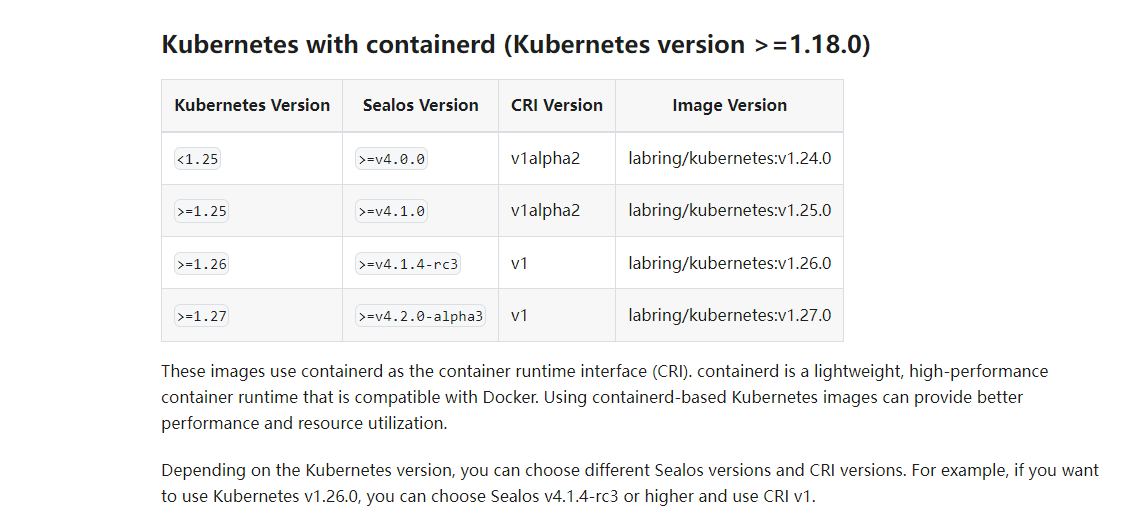 Kubernetes with containerd (Kubernetes version >=1.18.0)
Kubernetes Version Sealos Version CRI Version Image Version
<1.25 >=v4.0.0 v1alpha2 labring/kubernetes:v1.24.0
>=1.25 >=v4.1.0 v1alpha2 labring/kubernetes:v1.25.0
>=1.26 >=v4.1.4-rc3 v1 labring/kubernetes:v1.26.0
>=1.27 >=v4.2.0-alpha3 v1 labring/kubernetes:v1.27.0
These images use containerd as the container runtime interface (CRI). containerd is a lightweight, high-performance
container runtime that is compatible with Docker. Using containerd-based Kubernetes images can provide better
performance and resource utilization.
Depending on the Kubernetes version, you can choose different Sealos versions and CRI versions. For example, if you want
to use Kubernetes v1.26.0, you can choose Sealos v4.1.4-rc3 or higher and use CRI v1.